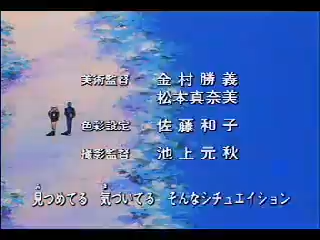 美術監督 金村勝義
松本真奈美
色彩設定 佐藤和子
撮影監督 池上元秋
見つめてる 気づいてる そんなシチュエイション